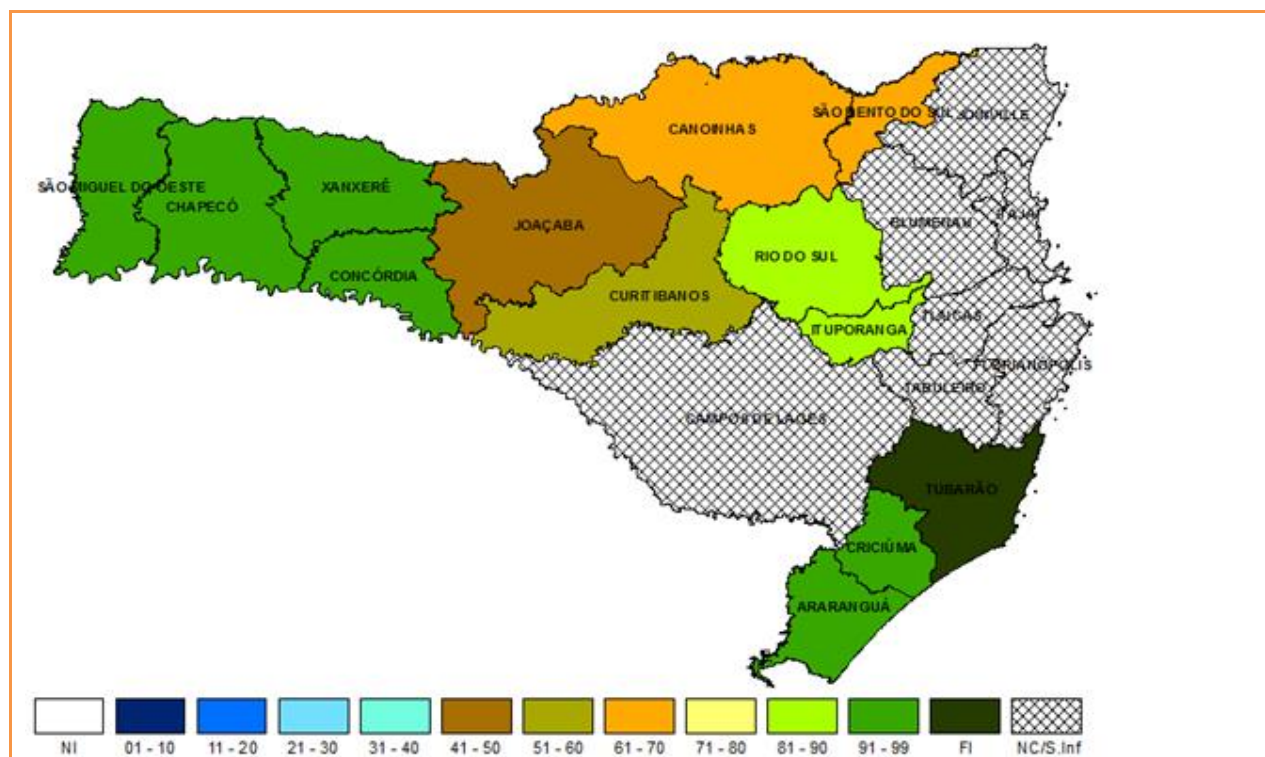 CANOINHAS
SÃO BENTO DO SUL
JOINVILLE
SÃO MIGUEL DO OESTE
XANXERÊ
CHAPECÓ
JOAÇABA
BLUMENAU
ITAJAÍ
RIO DO SUL
CONCÓRDIA
CURITIBANOS
ITUPORANGA
TIJUCAS
FLORIANÓPOLIS
TABULEIRO
CAMPOS DE LAGES
TUBARÃO
CRICIÚMA
ARARANGUÁ
NI 01 - 10 11 - 20 21 - 30 31 - 40 41 - 50 51 - 60 61 - 70 71 - 80 81 - 90 91 - 99 FI NC/S.Inf